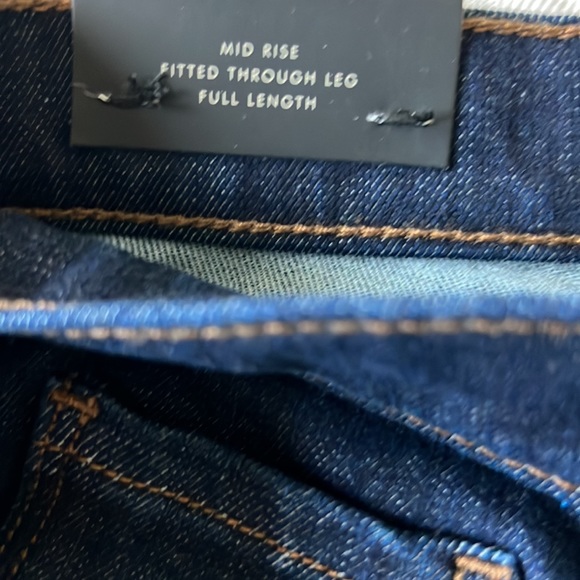 MID RISE
FITTED THROUGH LEG
FULL LENGTH